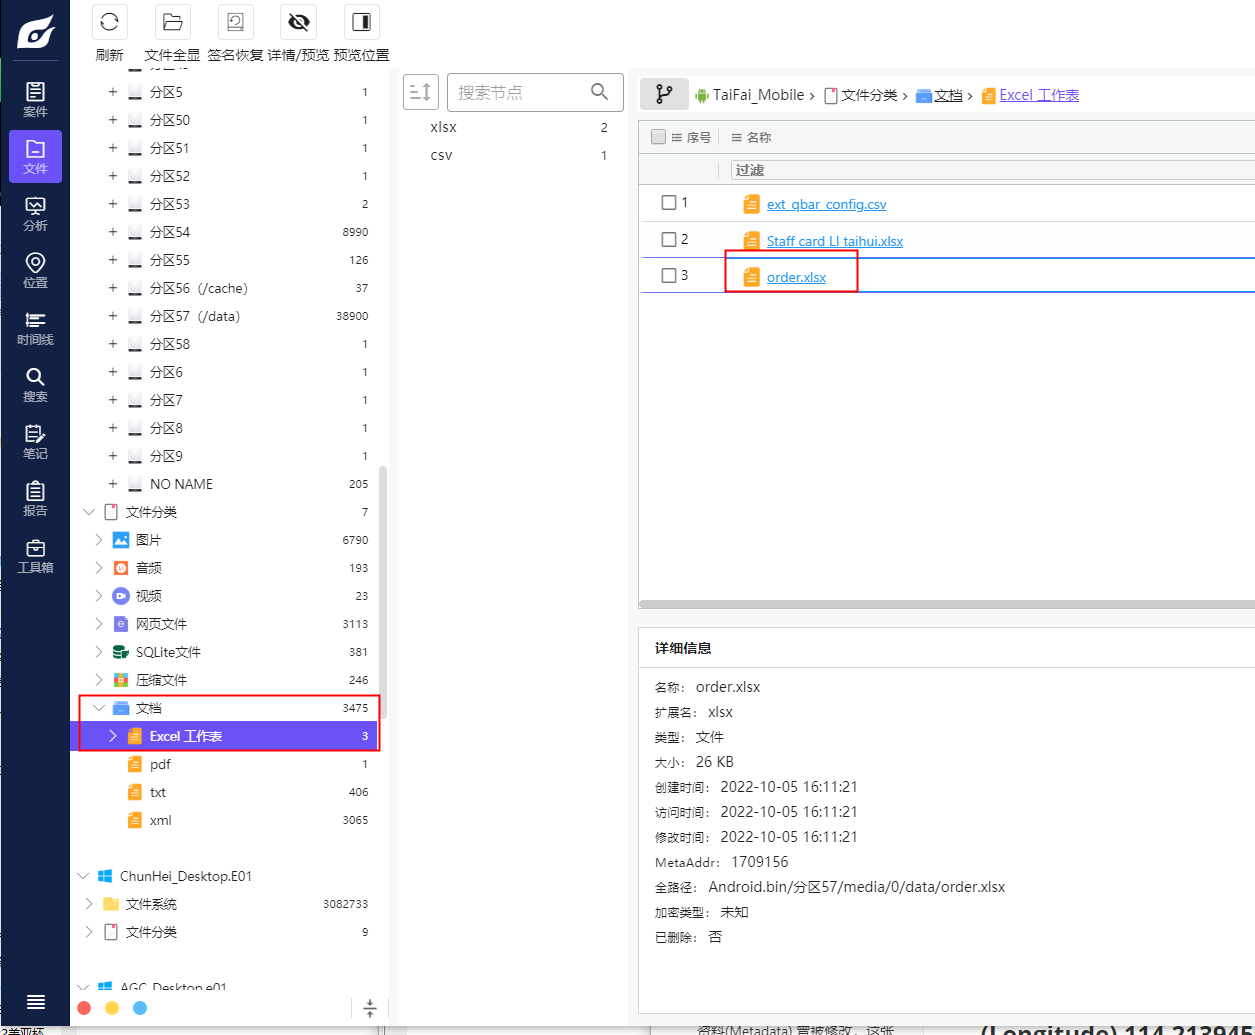 刷新
文件全显
签名恢复
详情/预览
预览位置
案件
文件
分析
位置
时间线
搜索
笔记
报告
工具箱
分区5 1
分区50 1
分区51 1
分区52 1
分区53 2
分区54 8990
分区55 126
分区56（/cache） 37
分区57（/data） 38900
分区58 1
分区6 1
分区7 1
分区8 1
分区9 1
NO NAME 205
文件分类 7
图片 6790
音频 193
视频 23
网页文件 3113
SQLite文件 381
压缩文件 246
文档 3475
Excel 工作表 3
pdf 1
txt 406
xml 3065
ChunHei_Desktop.E01
文件系统 3082733
文件分类 9
AGC_Desktop.e01
搜索节点
xlsx 2
csv 1
TaiFai_Mobile › 文件分类 › 文档 › Excel 工作表
序号 名称
过滤
1 ext_qbar_config.csv
2 Staff card LI taihui.xlsx
3 order.xlsx
详细信息
名称： order.xlsx
扩展名： xlsx
类型： 文件
大小： 26 KB
创建时间： 2022-10-05 16:11:21
访问时间： 2022-10-05 16:11:21
修改时间： 2022-10-05 16:11:21
MetaAddr： 1709156
全路径： Android.bin/分区57/media/0/data/order.xlsx
加密类型： 未知
已删除： 否
资料(Metadata) 曾被修改，这张
(Longitude) 114.213945